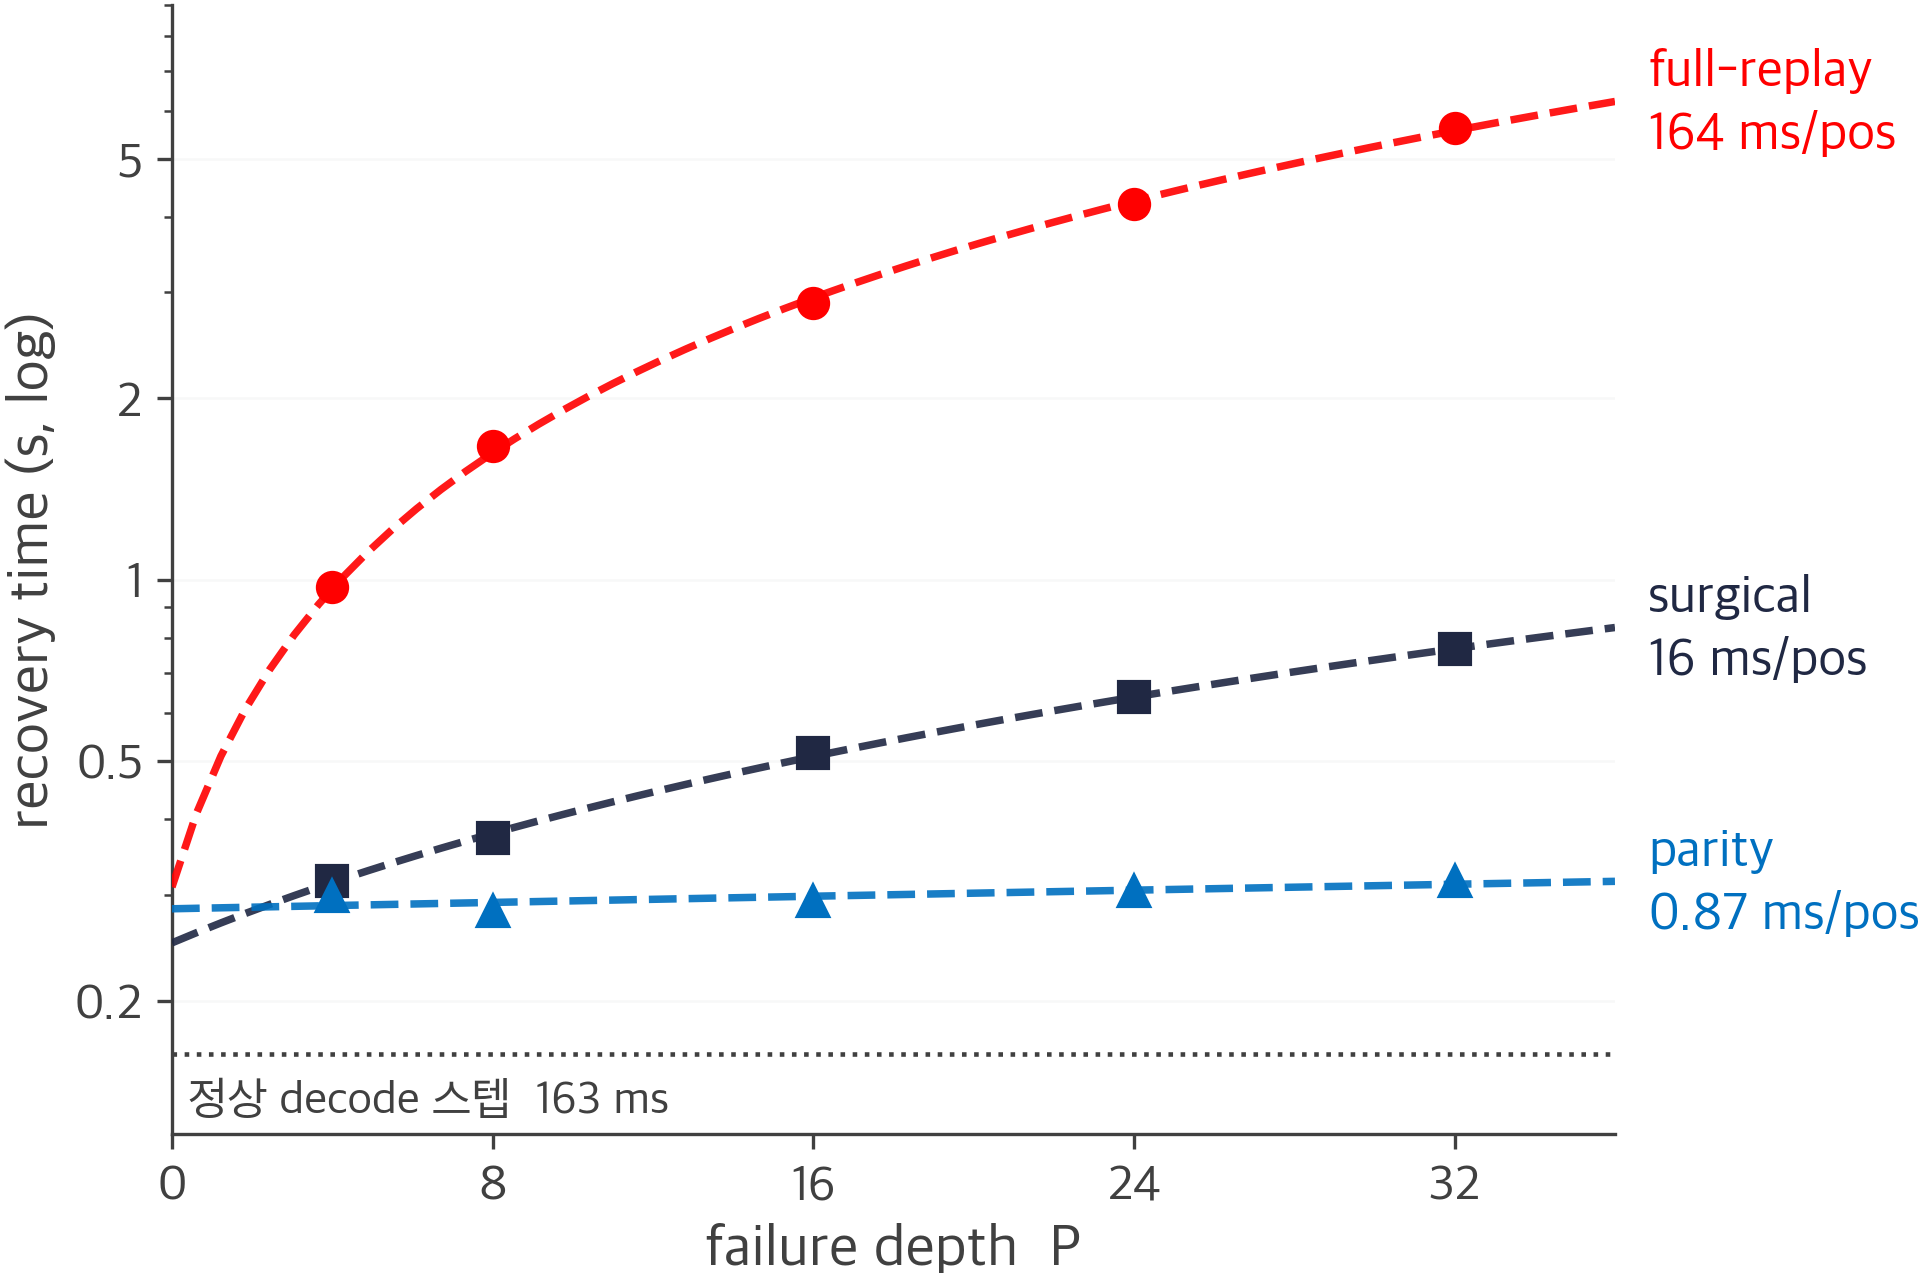 full-replay
164 ms/pos
surgical
16 ms/pos
parity
0.87 ms/pos
recovery time (s, log)
5
2
1
0.5
0.2
정상 decode 스텝 163 ms
0 8 16 24 32
failure depth P